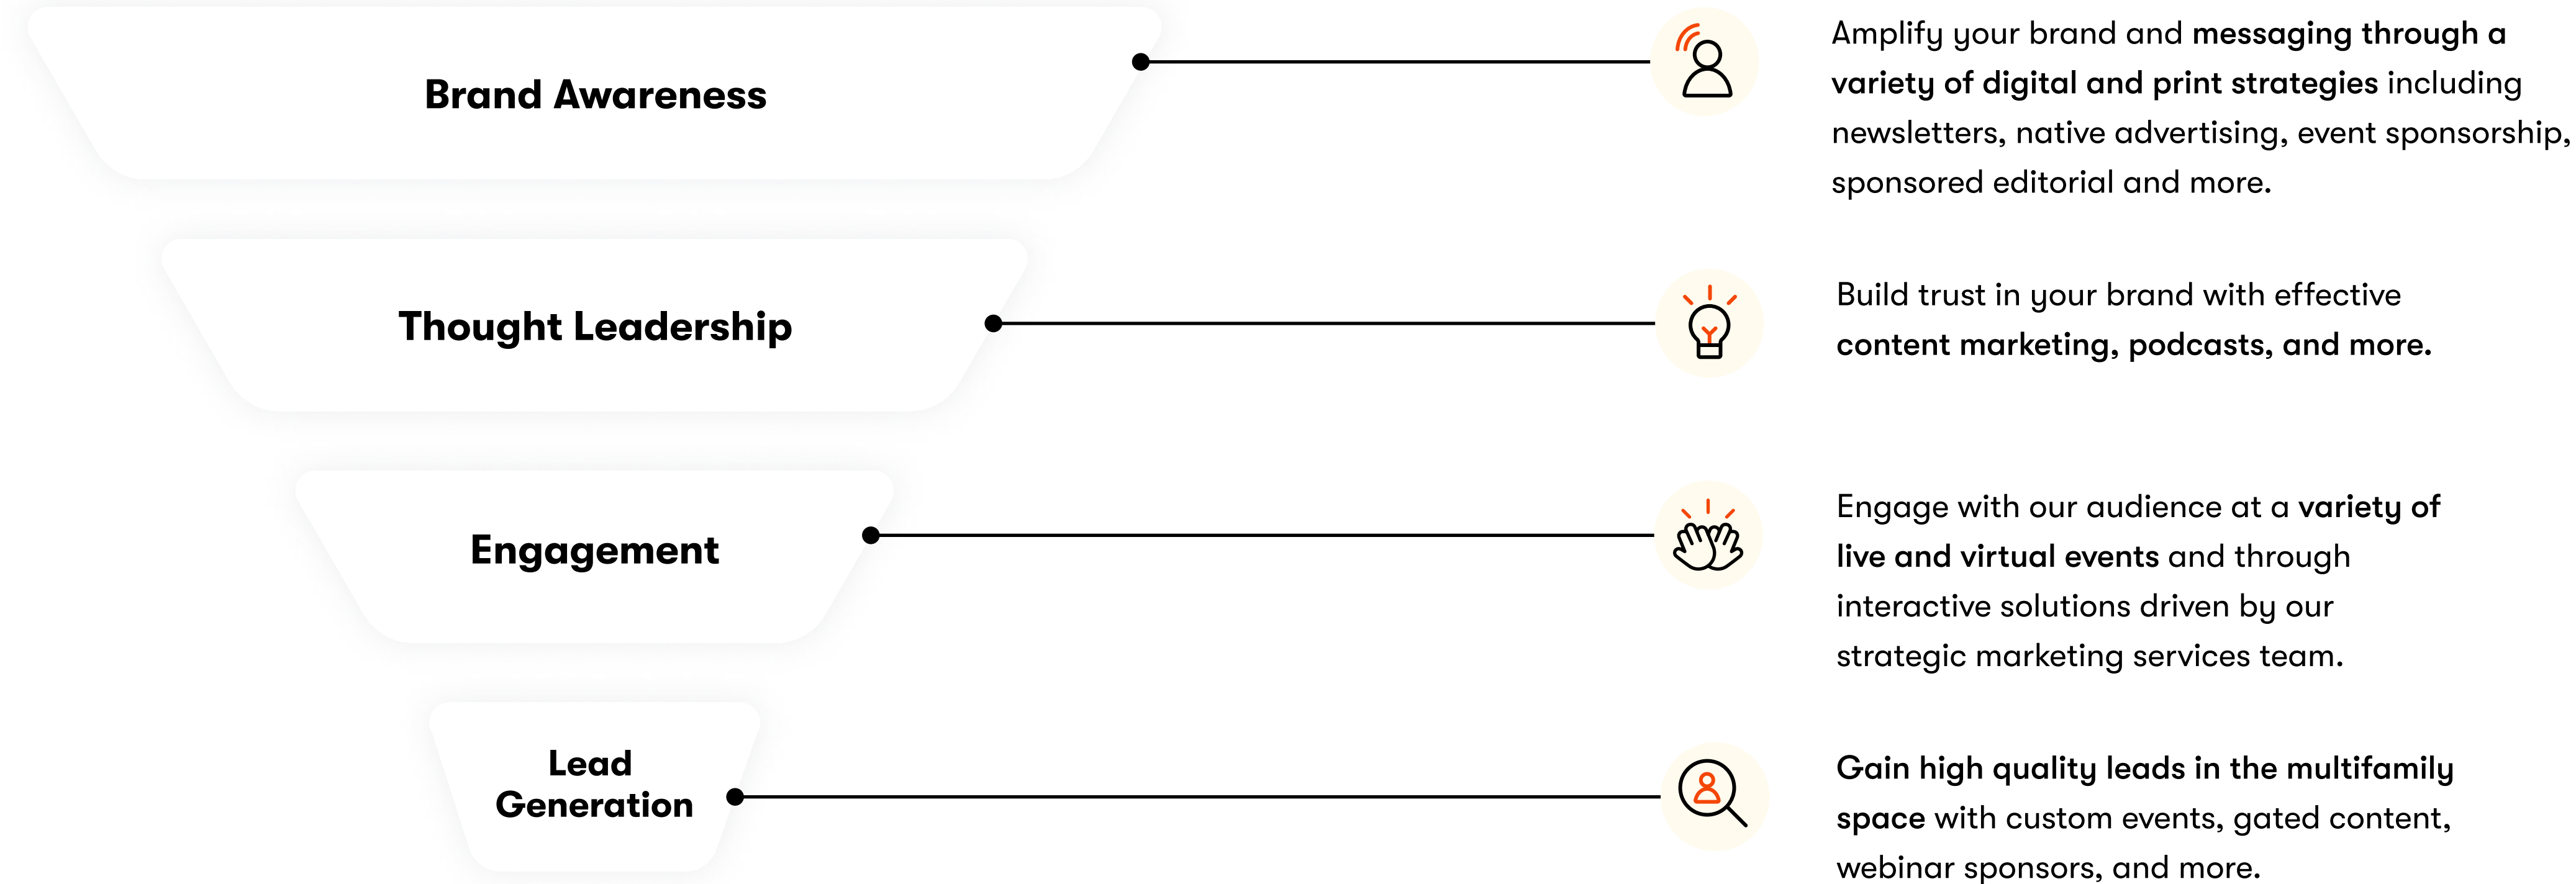 Brand Awareness
Amplify your brand and messaging through a
variety of digital and print strategies including
newsletters, native advertising, event sponsorship,
sponsored editorial and more.
Thought Leadership
Build trust in your brand with effective
content marketing, podcasts, and more.
Engagement
Engage with our audience at a variety of
live and virtual events and through
interactive solutions driven by our
strategic marketing services team.
Lead
Generation
Gain high quality leads in the multifamily
space with custom events, gated content,
webinar sponsors, and more.